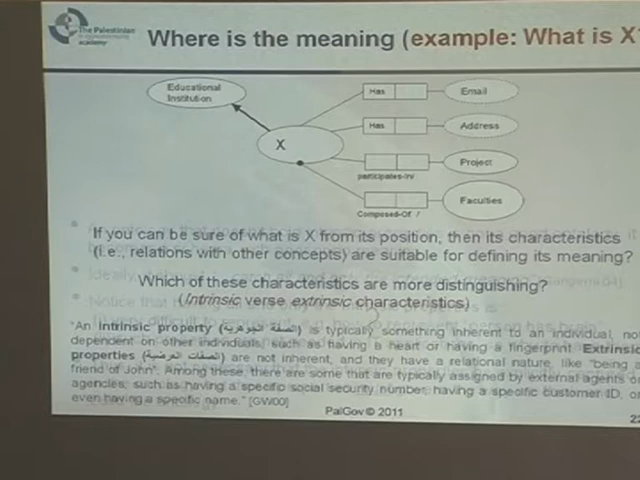 The Palestinian
academy
Where is the meaning (example: What is X?
Educational
Institution
X
Has
Email
Has
Address
participates-in/
Project
Composed-Of /
Faculties
If you can be sure of what is X from its position, then its characteristics
(i.e., relations with other concepts) are suitable for defining its meaning?
Which of these characteristics are more distinguishing?
(Intrinsic verse extrinsic characteristics)
"An intrinsic property (الصفة الجوهرية) is typically something inherent to an individual, not
dependent on other individuals, such as having a heart or having a fingerprint. Extrinsic
properties (الصفات العرضية) are not inherent, and they have a relational nature, like "being a
friend of John". Among these, there are some that are typically assigned by external agents or
agencies, such as having a specific social security number, having a specific customer ID, or
even having a specific name." [GW00]
PalGov © 2011
22